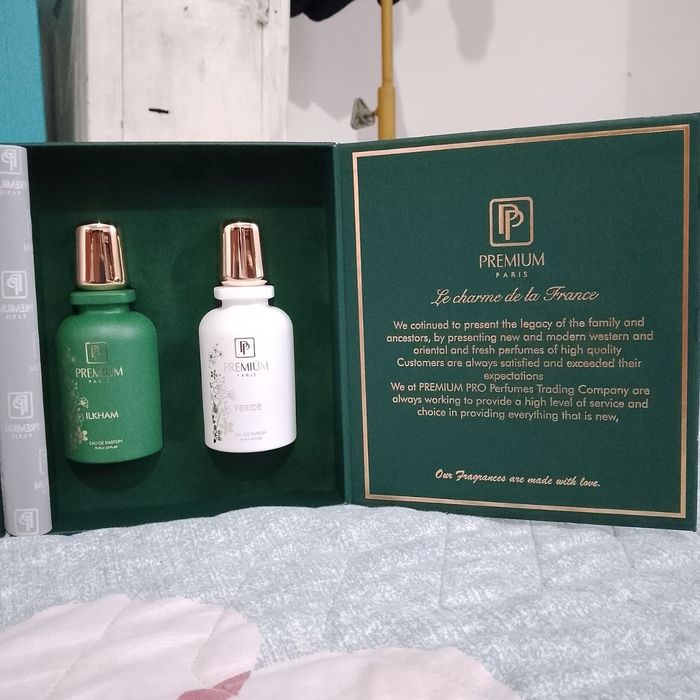 PREMIUM
PARIS
Le charme de la France
We cotinued to present the legacy of the family and
ancestors, by presenting new and modern western and
oriental and fresh perfumes of high quality
Customers are always satisfied and exceeded their
expectations
We at PREMIUM PRO Perfumes Trading Company are
always working to provide a high level of service and
choice in providing everything that is new,
Our Fragrances are made with love.
PREMIUM
PARIS
ILKHAM
EAU DE PARFUM
PREMIUM
PARIS
FERIDE
EAU DE PARFUM